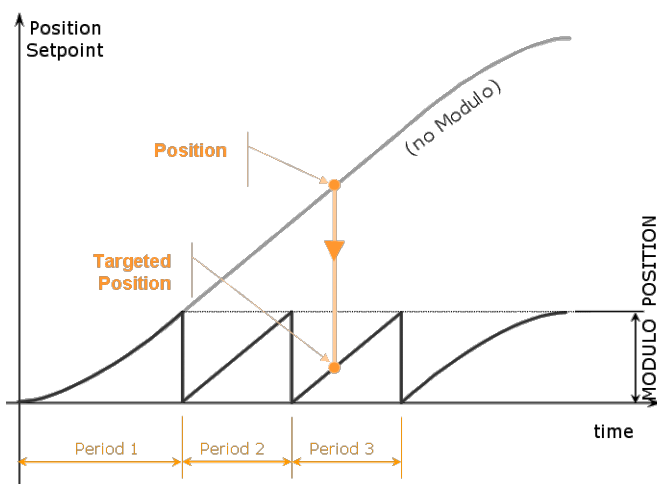 Position
Setpoint
(no Modulo)
Position
Targeted
Position
MODULO POSITION
time
Period 1
Period 2
Period 3